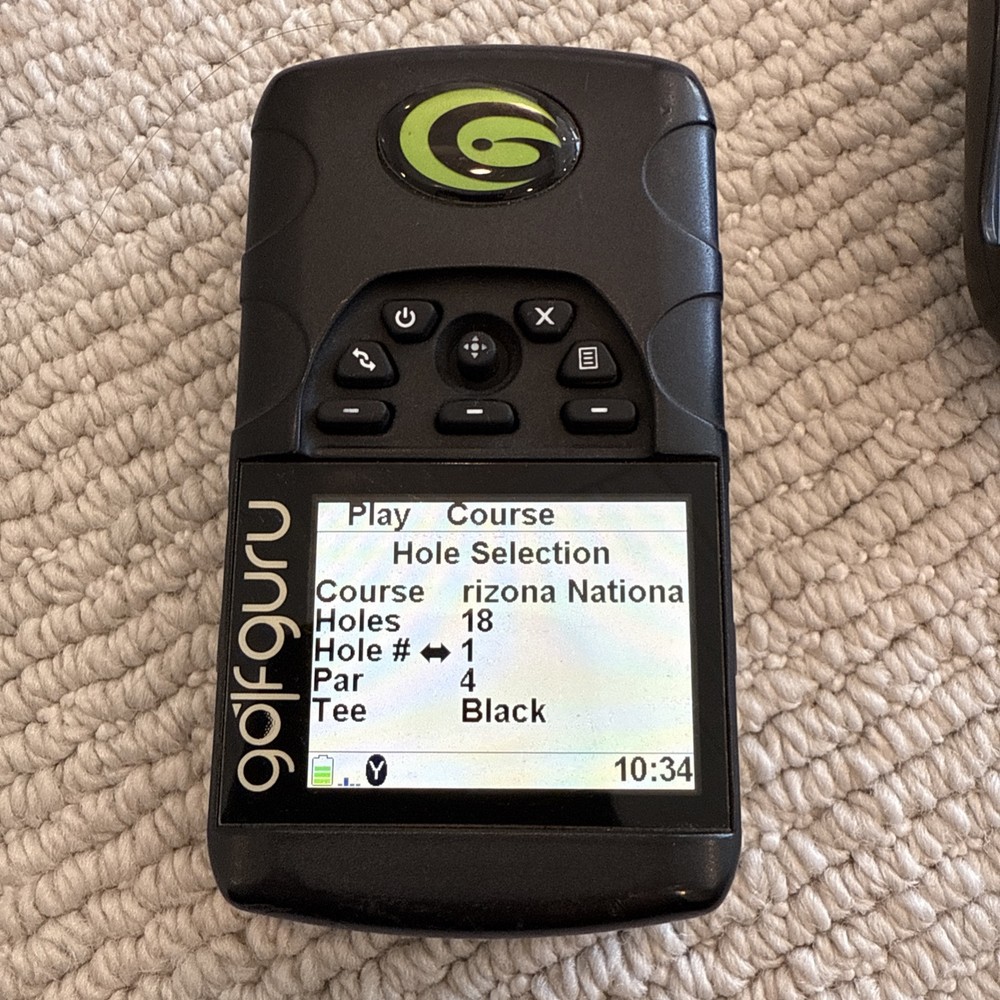 Play Course
Hole Selection
Course rizona Nationa
Holes 18
Hole # ↔ 1
Par 4
Tee Black
Y 10:34
golfguru